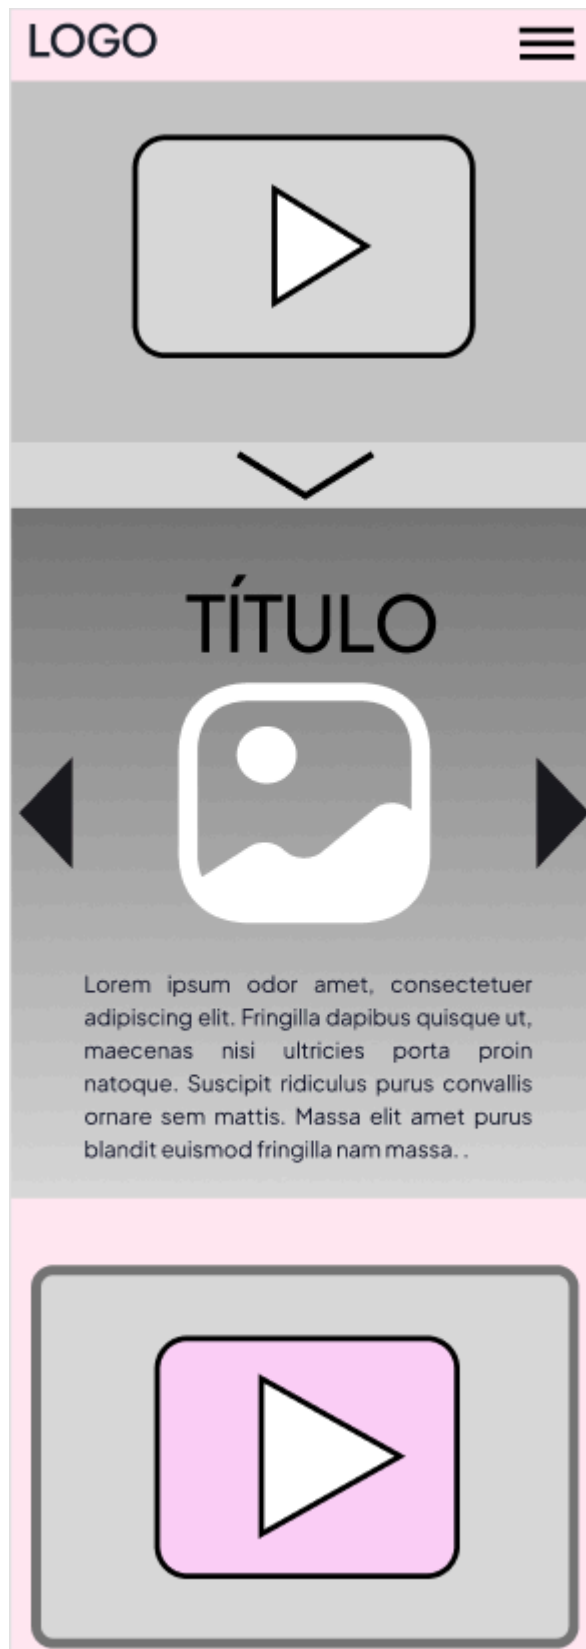 LOGO
TÍTULO
Lorem ipsum odor amet, consectetuer
adipiscing elit. Fringilla dapibus quisque ut,
maecenas nisi ultricies porta proin
natoque. Suscipit ridiculus purus convallis
ornare sem mattis. Massa elit amet purus
blandit euismod fringilla nam massa. .